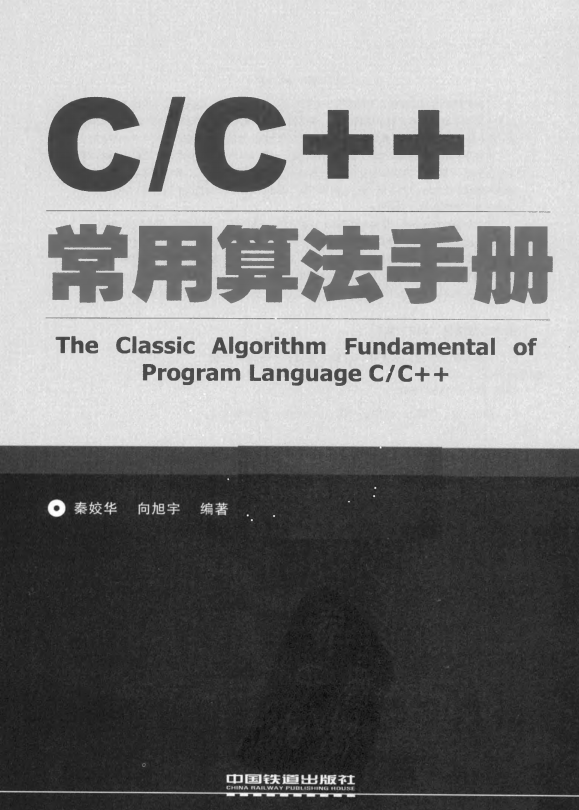 C/C++
常用算法手册
The Classic Algorithm Fundamental of
Program Language C/C++
秦姣华 向旭宇 编著
中国铁道出版社
CHINA RAILWAY PUBLISHING HOUSE